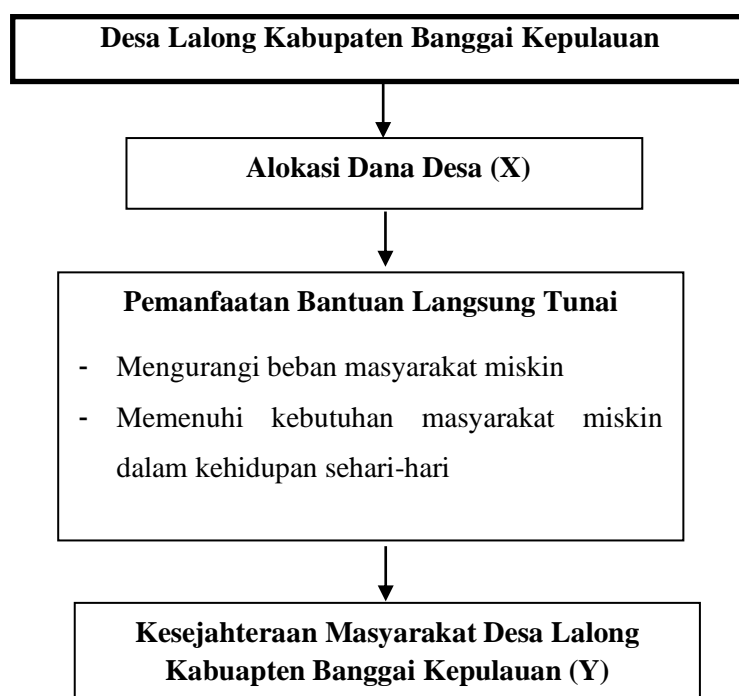 Desa Lalong Kabupaten Banggai Kepulauan
Alokasi Dana Desa (X)
Pemanfaatan Bantuan Langsung Tunai
- Mengurangi beban masyarakat miskin
- Memenuhi kebutuhan masyarakat miskin
dalam kehidupan sehari-hari
Kesejahteraan Masyarakat Desa Lalong
Kabuapten Banggai Kepulauan (Y)